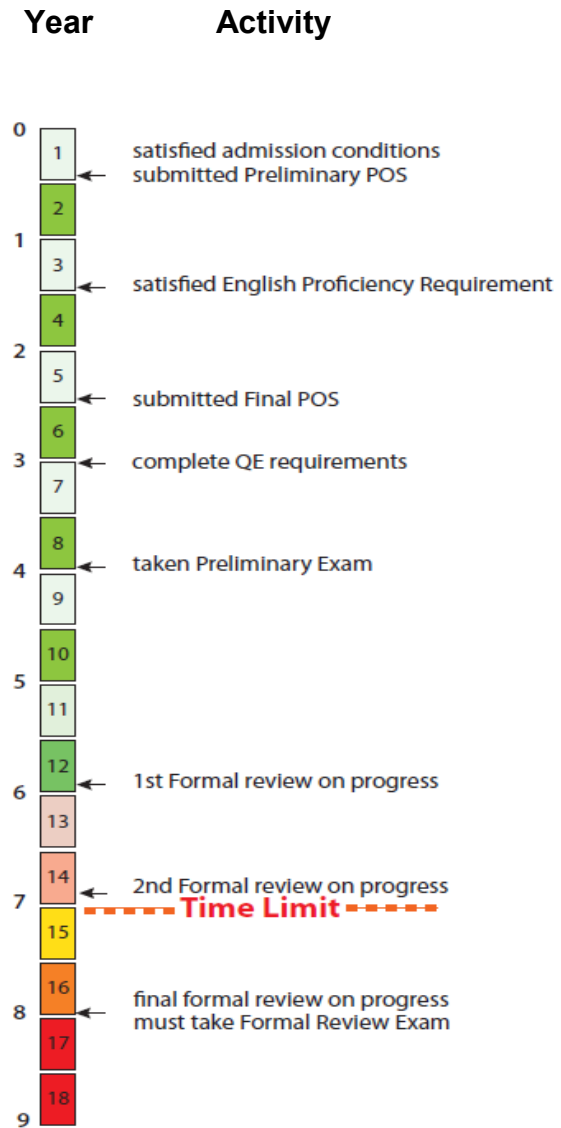 Year Activity
0
1 satisfied admission conditions
submitted Preliminary POS
2
1
3
satisfied English Proficiency Requirement
4
2
5
submitted Final POS
6
3 complete QE requirements
7
8
taken Preliminary Exam
4
9
10
5
11
12
1st Formal review on progress
6
13
14
2nd Formal review on progress
7 Time Limit
15
16
final formal review on progress
8
must take Formal Review Exam
17
18
9